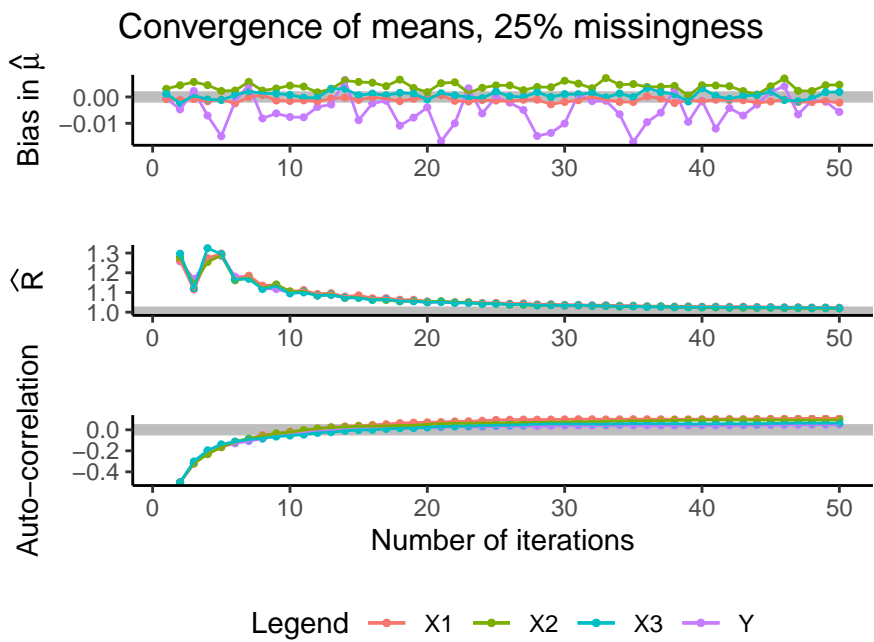 Convergence of means, 25% missingness
Bias in μ̂
0.00
−0.01
0 10 20 30 40 50
R̂
1.3
1.2
1.1
1.0
0 10 20 30 40 50
Auto−correlation
0.0
−0.2
−0.4
0 10 20 30 40 50
Number of iterations
Legend X1 X2 X3 Y